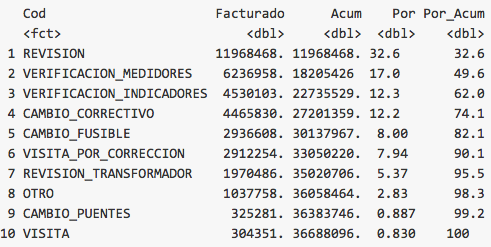 Cod Facturado Acum Por Por_Acum
<fct> <dbl> <dbl> <dbl> <dbl>
1 REVISION 11968468. 11968468. 32.6 32.6
2 VERIFICACION_MEDIDORES 6236958. 18205426 17.0 49.6
3 VERIFICACION_INDICADORES 4530103. 22735529. 12.3 62.0
4 CAMBIO_CORRECTIVO 4465830. 27201359. 12.2 74.1
5 CAMBIO_FUSIBLE 2936608. 30137967. 8.00 82.1
6 VISITA_POR_CORRECCION 2912254. 33050220. 7.94 90.1
7 REVISION_TRANSFORMADOR 1970486. 35020706. 5.37 95.5
8 OTRO 1037758. 36058464. 2.83 98.3
9 CAMBIO_PUENTES 325281. 36383746. 0.887 99.2
10 VISITA 304351. 36688096. 0.830 100